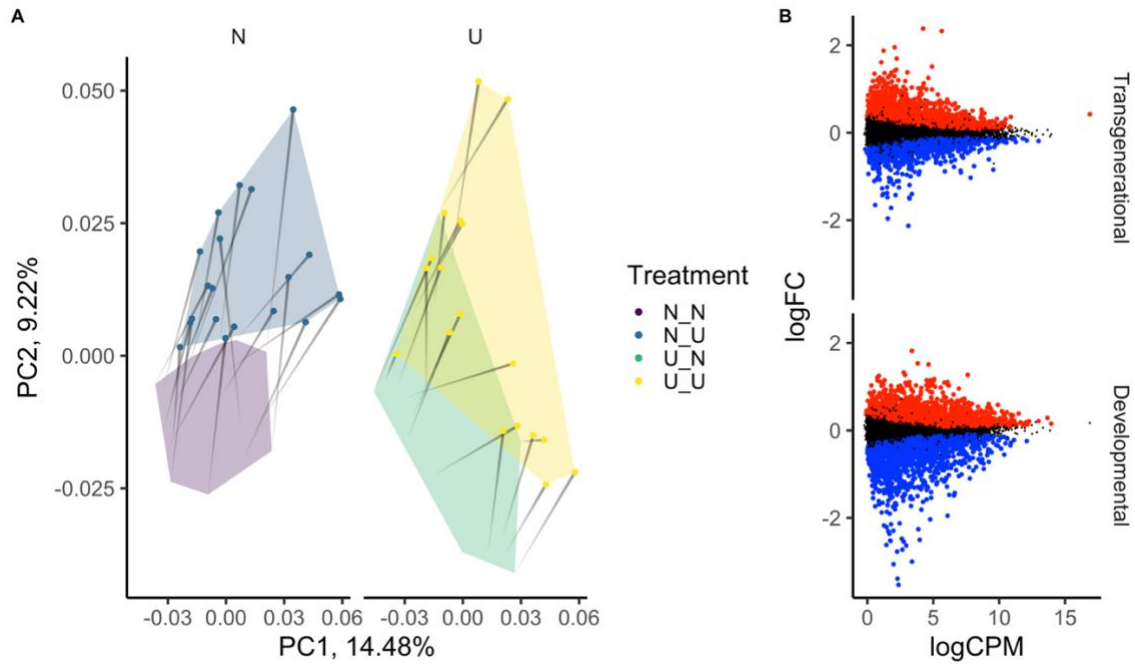 A
N
U
0.050
0.025
0.000
-0.025
PC2, 9.22%
-0.03 0.00 0.03 0.06
-0.03 0.00 0.03 0.06
PC1, 14.48%
Treatment
N_N
N_U
U_N
U_U
B
2
0
-2
Transgenerational
logFC
2
0
-2
Developmental
0 5 10 15
logCPM